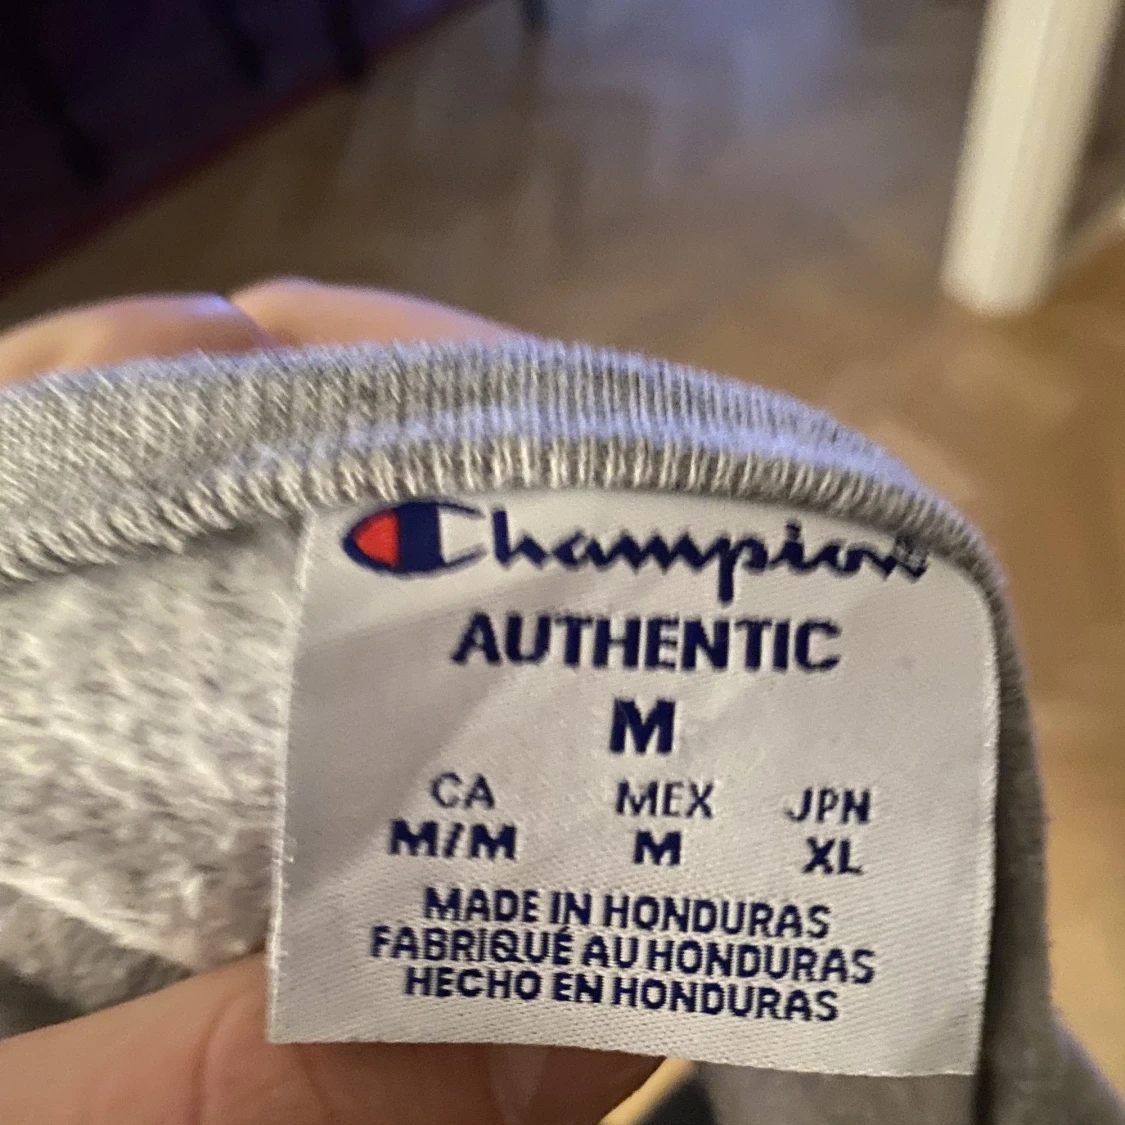 Champion®
AUTHENTIC
M
CA MEX JPN
M/M M XL
MADE IN HONDURAS
FABRIQUÉ AU HONDURAS
HECHO EN HONDURAS